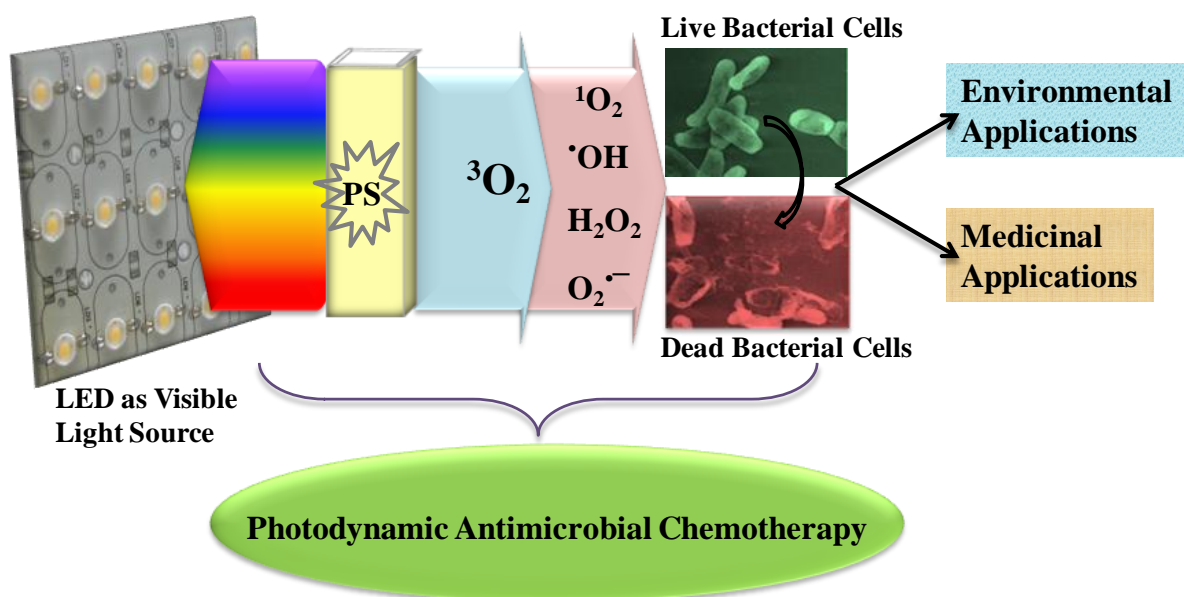 LED as Visible
Light Source
PS
³O₂
¹O₂
•OH
H₂O₂
O₂•−
Live Bacterial Cells
Dead Bacterial Cells
Environmental
Applications
Medicinal
Applications
Photodynamic Antimicrobial Chemotherapy